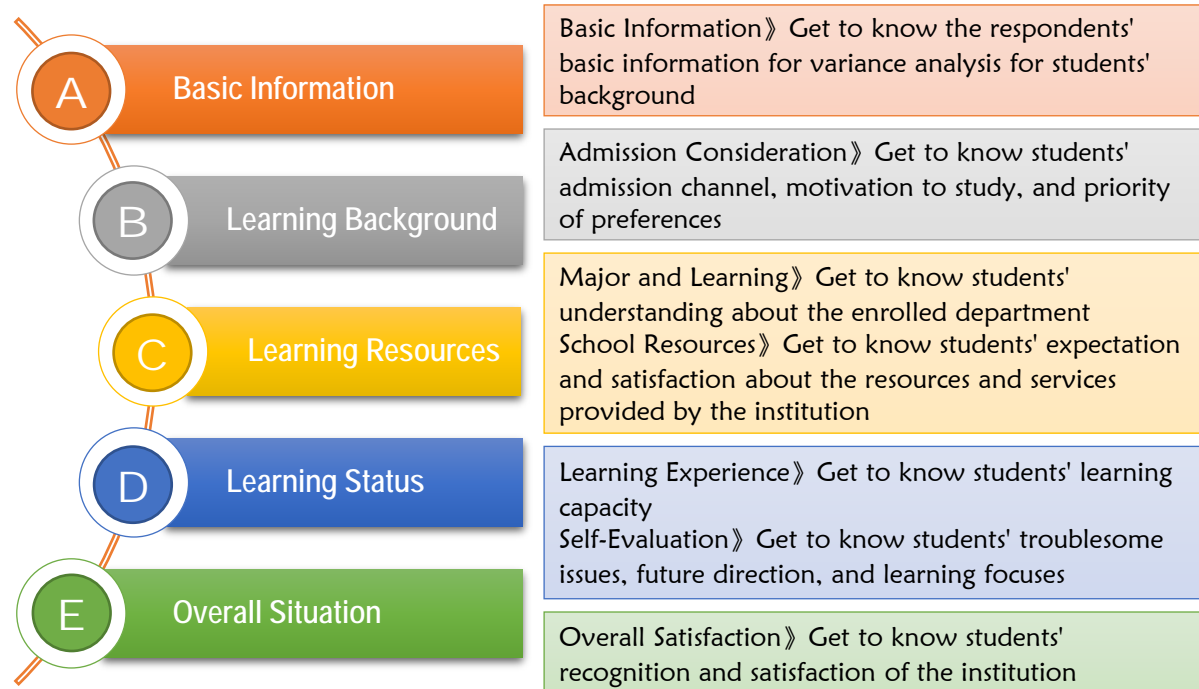 A
Basic Information
Basic Information》Get to know the respondents'
basic information for variance analysis for students'
background
B
Learning Background
Admission Consideration》Get to know students'
admission channel, motivation to study, and priority
of preferences
C
Learning Resources
Major and Learning》Get to know students'
understanding about the enrolled department
School Resources》Get to know students' expectation
and satisfaction about the resources and services
provided by the institution
D
Learning Status
Learning Experience》Get to know students' learning
capacity
Self-Evaluation》Get to know students' troublesome
issues, future direction, and learning focuses
E
Overall Situation
Overall Satisfaction》Get to know students'
recognition and satisfaction of the institution